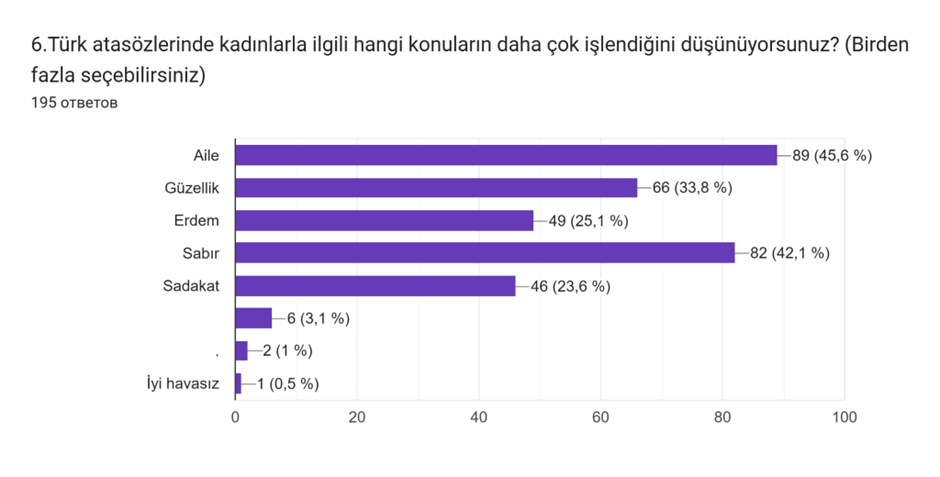 6.Türk atasözlerinde kadınlarla ilgili hangi konuların daha çok işlendiğini düşünüyorsunuz? (Birden
fazla seçebilirsiniz)
195 ответов
Aile 89 (45,6 %)
Güzellik 66 (33,8 %)
Erdem 49 (25,1 %)
Sabır 82 (42,1 %)
Sadakat 46 (23,6 %)
6 (3,1 %)
. 2 (1 %)
İyi havasız 1 (0,5 %)
0 20 40 60 80 100